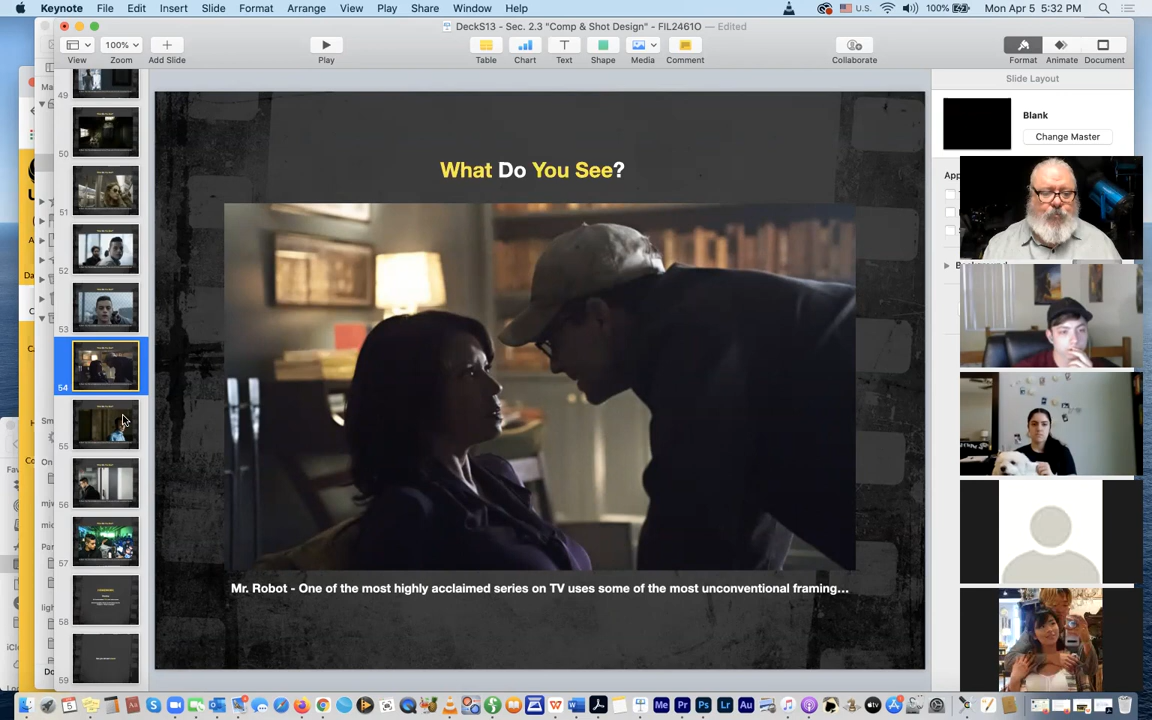 Keynote File Edit Insert Slide Format Arrange View Play Share Window Help
U.S. 100% Mon Apr 5 5:32 PM
DeckS13 - Sec. 2.3 "Comp & Shot Design" - FIL2461O — Edited
100%
View Zoom Add Slide Play Table Chart Text Shape Media Comment Collaborate Format Animate Document
Slide Layout
Blank
Change Master
49
50
51
52
53
54
55
56
57
58
59
What Do You See?
Mr. Robot - One of the most highly acclaimed series on TV uses some of the most unconventional framing...